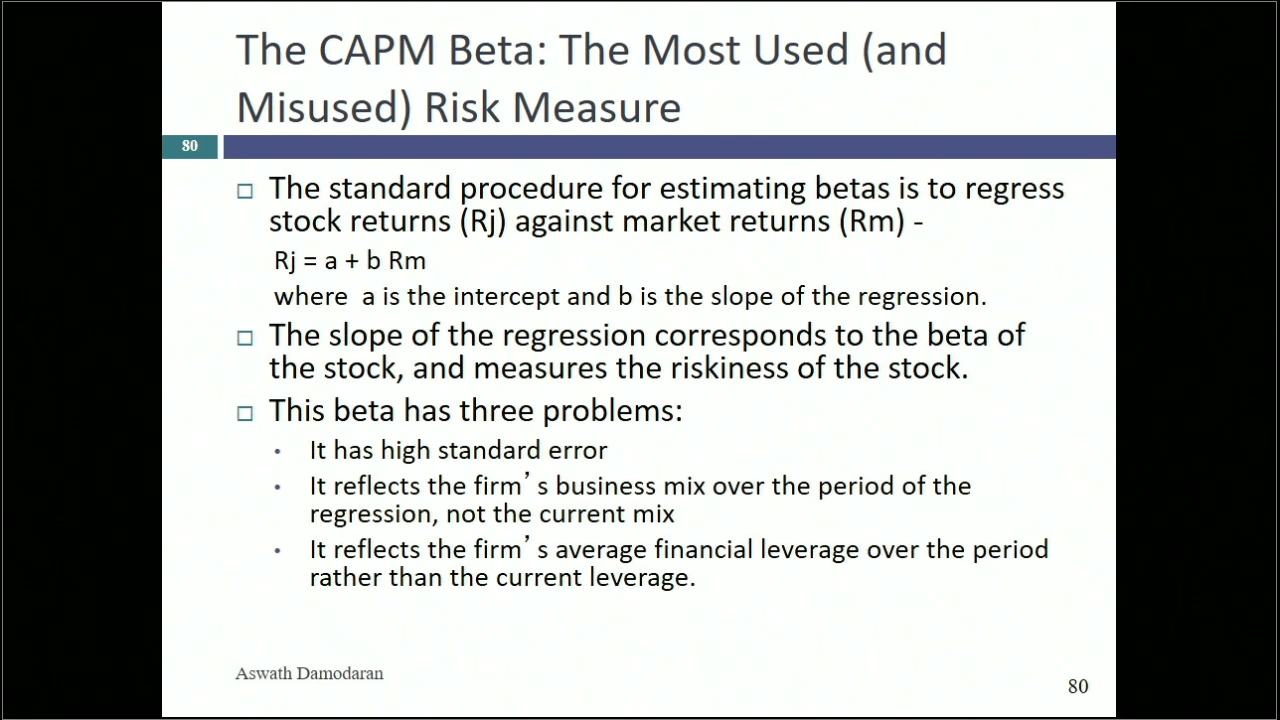 The CAPM Beta: The Most Used (and
Misused) Risk Measure
80
The standard procedure for estimating betas is to regress
stock returns (Rj) against market returns (Rm) -
Rj = a + b Rm
where  a is the intercept and b is the slope of the regression.
The slope of the regression corresponds to the beta of
the stock, and measures the riskiness of the stock.
This beta has three problems:
• It has high standard error
• It reflects the firm’s business mix over the period of the
regression, not the current mix
• It reflects the firm’s average financial leverage over the period
rather than the current leverage.
Aswath Damodaran
80